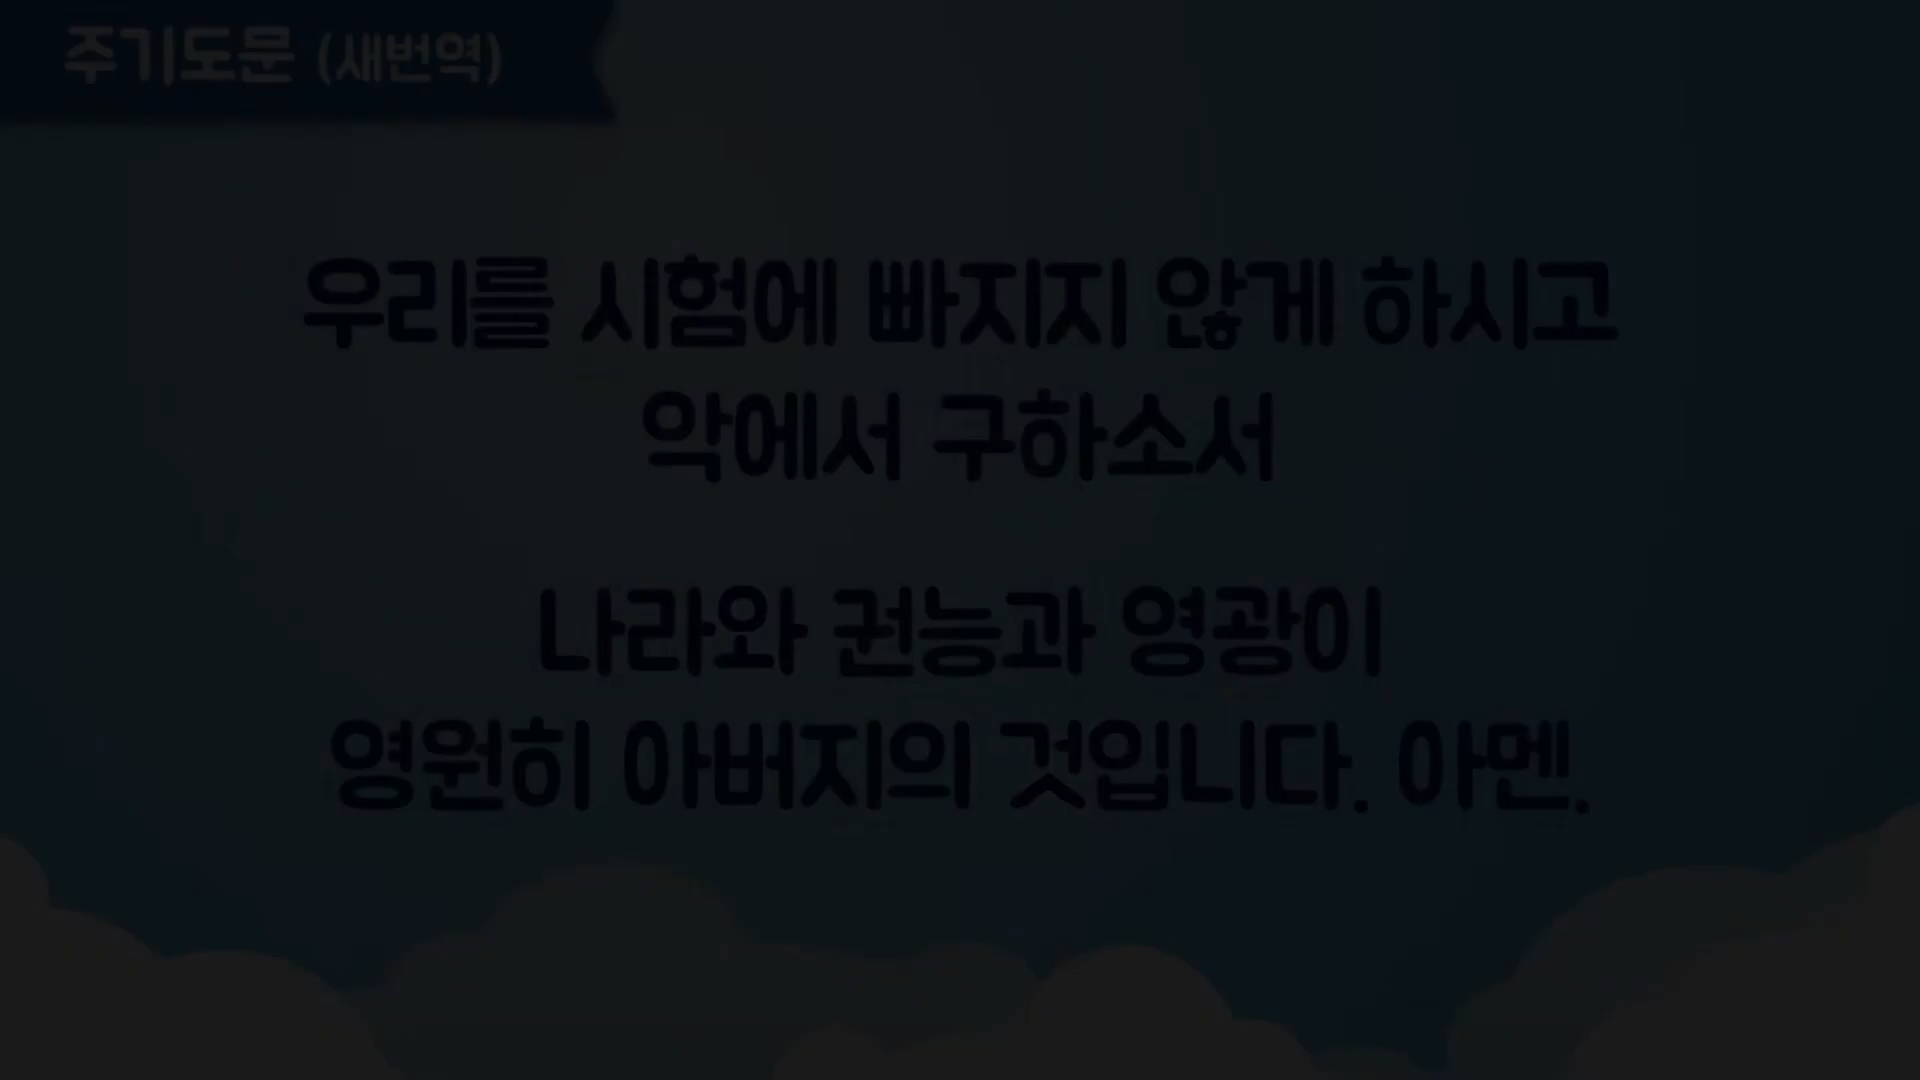 주기도문 (새번역)
우리를 시험에 빠지지 않게 하시고
악에서 구하소서
나라와 권능과 영광이
영원히 아버지의 것입니다. 아멘.